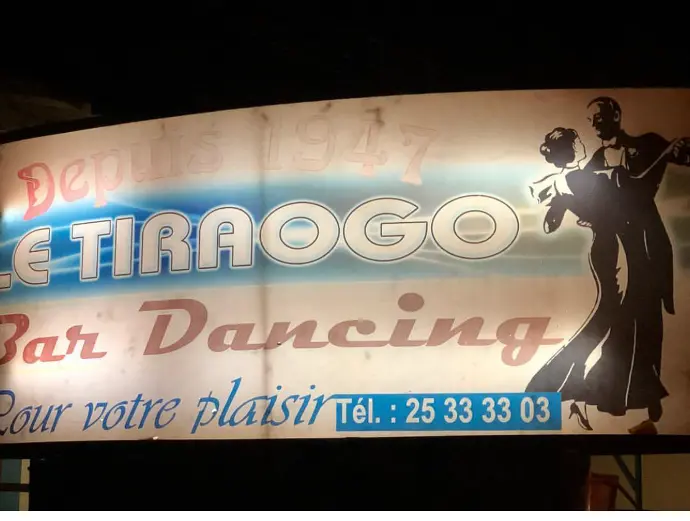 Depuis 1947
LE TIRAOGO
Bar Dancing
Pour votre plaisir
Tél. : 25 33 33 03